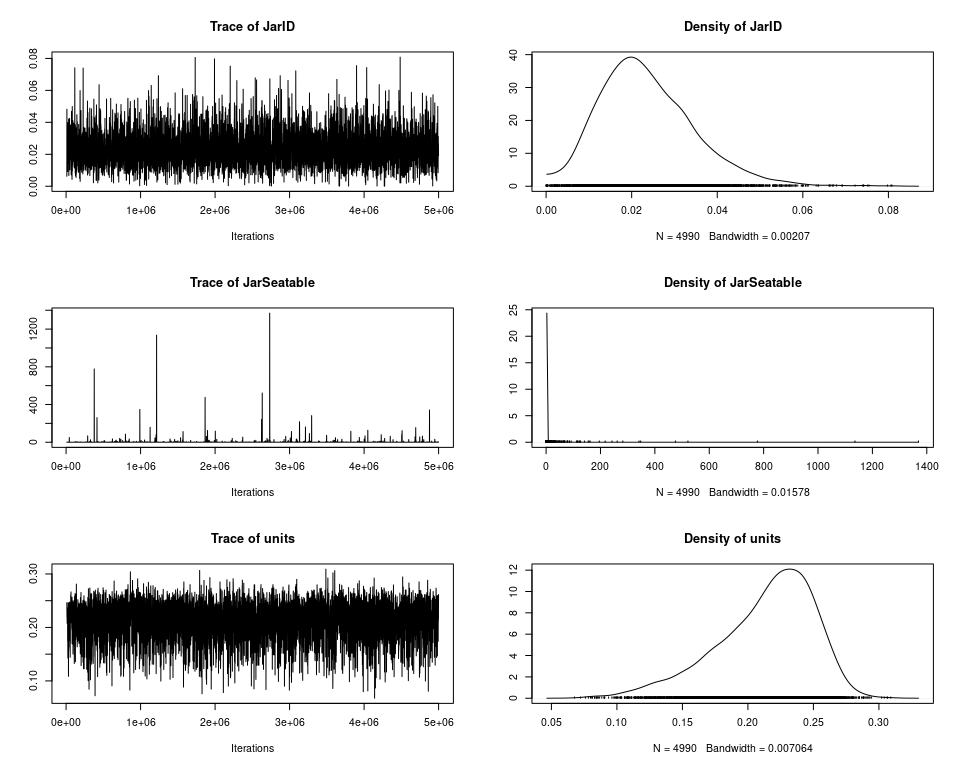 Trace of JarID
0.00 0.02 0.04 0.06 0.08
0e+00 1e+06 2e+06 3e+06 4e+06 5e+06
Iterations
Density of JarID
0 10 20 30 40
0.00 0.02 0.04 0.06 0.08
N = 4990 Bandwidth = 0.00207
Trace of JarSeatable
0 400 800 1200
0e+00 1e+06 2e+06 3e+06 4e+06 5e+06
Iterations
Density of JarSeatable
0 5 10 15 20 25
0 200 400 600 800 1000 1200 1400
N = 4990 Bandwidth = 0.01578
Trace of units
0.10 0.20 0.30
0e+00 1e+06 2e+06 3e+06 4e+06 5e+06
Iterations
Density of units
0 2 4 6 8 10 12
0.05 0.10 0.15 0.20 0.25 0.30
N = 4990 Bandwidth = 0.007064